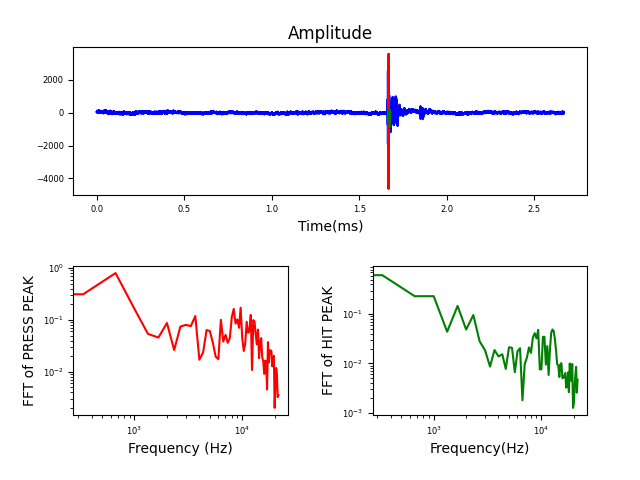 Amplitude
2000
0
−2000
−4000
0.0 0.5 1.0 1.5 2.0 2.5
Time(ms)
FFT of PRESS PEAK
10⁰
10⁻¹
10⁻²
10³ 10⁴
Frequency (Hz)
FFT of HIT PEAK
10⁻¹
10⁻²
10⁻³
10³ 10⁴
Frequency(Hz)